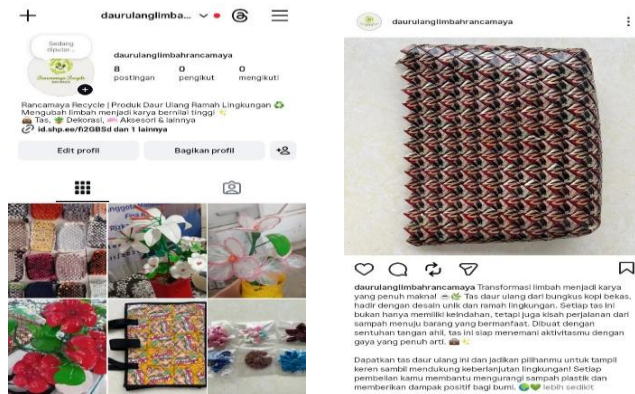 daurulanglimba...
Sedang
diputar...
daurulanglimbahrancamaya
8 0 0
postingan pengikut mengikuti
Rancamaya Recycle | Produk Daur Ulang Ramah Lingkungan ♻️
Mengubah limbah menjadi karya bernilai tinggi ✨
👜 Tas, 🪴 Dekorasi, Aksesori & lainnya
id.shp.ee/fi2GBSd dan 1 lainnya
Edit profil Bagikan profil
daurulanglimbahrancamaya
daurulanglimbahrancamaya Transformasi limbah menjadi karya
yang penuh makna! ☕🌿 Tas daur ulang dari bungkus kopi bekas,
hadir dengan desain unik dan ramah lingkungan. Setiap tas ini
bukan hanya memiliki keindahan, tetapi juga kisah perjalanan dari
sampah menuju barang yang bermanfaat. Dibuat dengan
sentuhan tangan ahli, tas ini siap menemani aktivitasmu dengan
gaya yang penuh arti. 👜✨
Dapatkan tas daur ulang ini dan jadikan pilihanmu untuk tampil
keren sambil mendukung keberlanjutan lingkungan! Setiap
pembelian kamu membantu mengurangi sampah plastik dan
memberikan dampak positif bagi bumi. 🌍💚 lebih sedikit